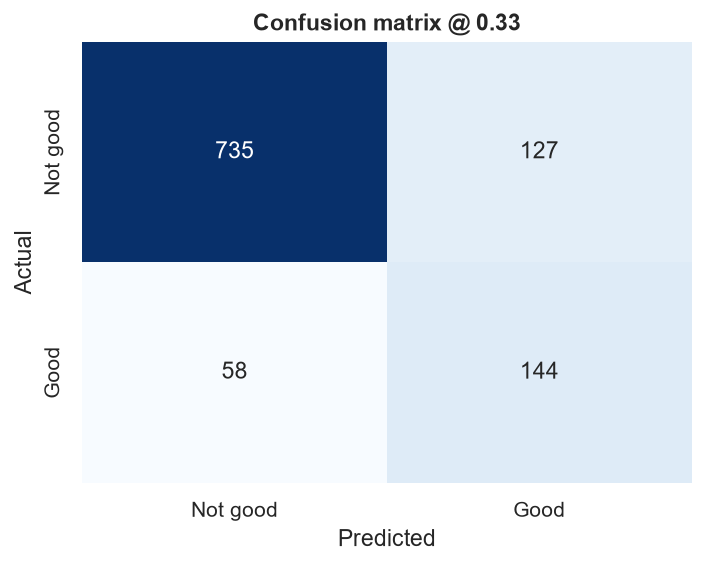 Confusion matrix @ 0.33
Actual
Not good
735
127
Good
58
144
Not good
Good
Predicted